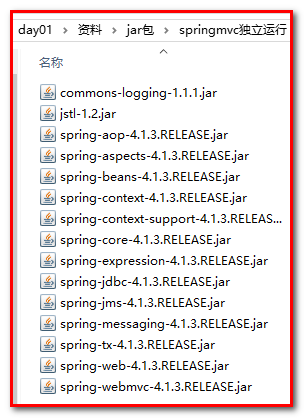 day01 > 资料 > jar包 > springmvc独立运行
名称
commons-logging-1.1.1.jar
jstl-1.2.jar
spring-aop-4.1.3.RELEASE.jar
spring-aspects-4.1.3.RELEASE.jar
spring-beans-4.1.3.RELEASE.jar
spring-context-4.1.3.RELEASE.jar
spring-context-support-4.1.3.RELEAS...
spring-core-4.1.3.RELEASE.jar
spring-expression-4.1.3.RELEASE.jar
spring-jdbc-4.1.3.RELEASE.jar
spring-jms-4.1.3.RELEASE.jar
spring-messaging-4.1.3.RELEASE.jar
spring-tx-4.1.3.RELEASE.jar
spring-web-4.1.3.RELEASE.jar
spring-webmvc-4.1.3.RELEASE.jar